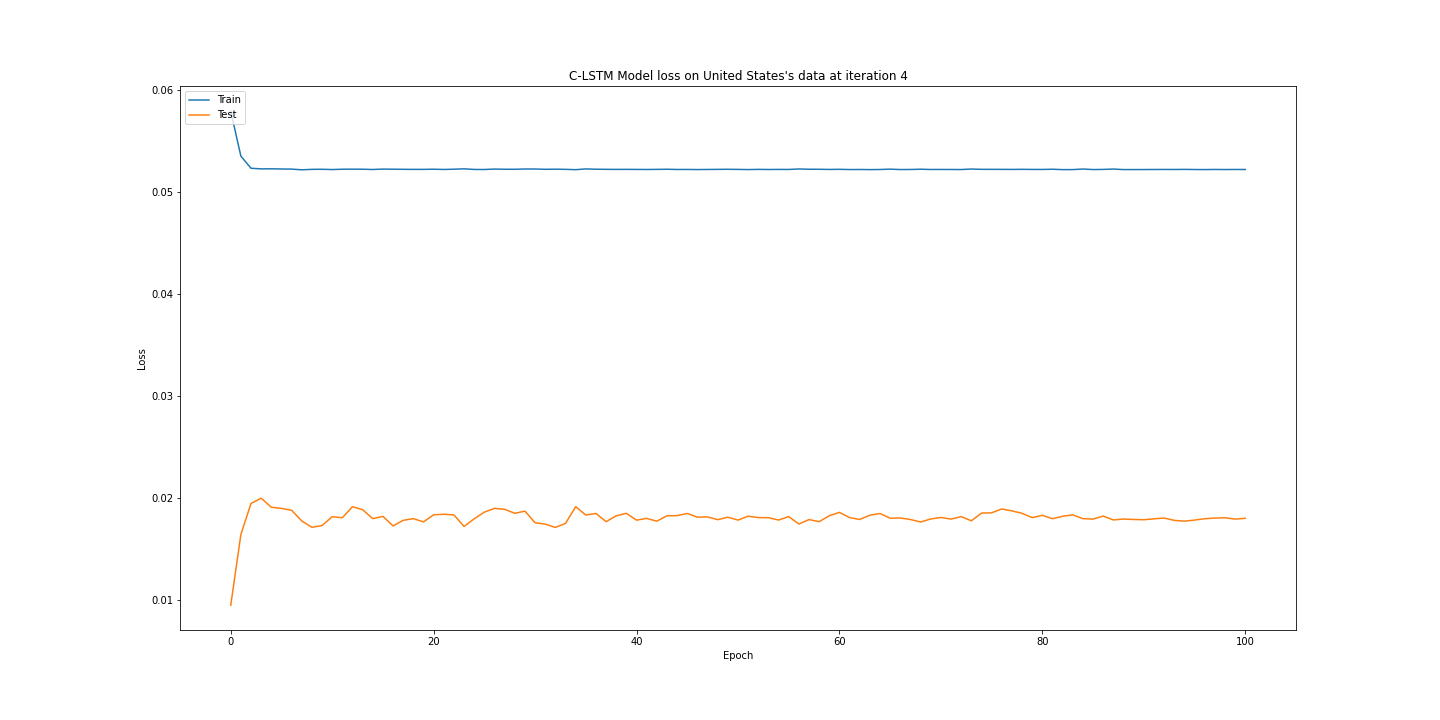 C-LSTM Model loss on United States's data at iteration 4
0.06
Train
Test
0.05
0.04
Loss
0.03
0.02
0.01
0 20 40 60 80 100
Epoch